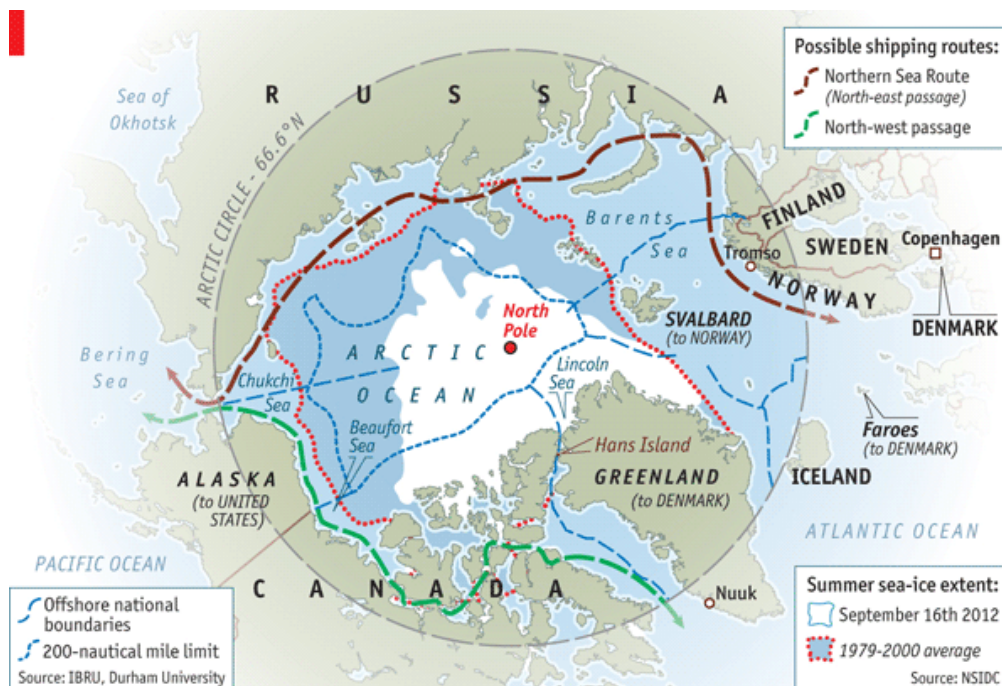 Possible shipping routes:
Northern Sea Route
(North-east passage)
North-west passage
Sea of
Okhotsk
R U S S I A
ARCTIC CIRCLE - 66.6°N
Barents
Sea
FINLAND
SWEDEN
Copenhagen
Tromso
NORWAY
DENMARK
North
Pole
SVALBARD
(to NORWAY)
Bering
Sea
ARCTIC
OCEAN
Lincoln
Sea
Chukchi
Sea
Beaufort
Sea
Hans Island
Faroes
(to DENMARK)
ALASKA
(to UNITED
STATES)
GREENLAND
(to DENMARK)
ICELAND
ATLANTIC OCEAN
PACIFIC OCEAN
C A N A D A
Nuuk
Offshore national
boundaries
200-nautical mile limit
Source: IBRU, Durham University
Summer sea-ice extent:
September 16th 2012
1979-2000 average
Source: NSIDC